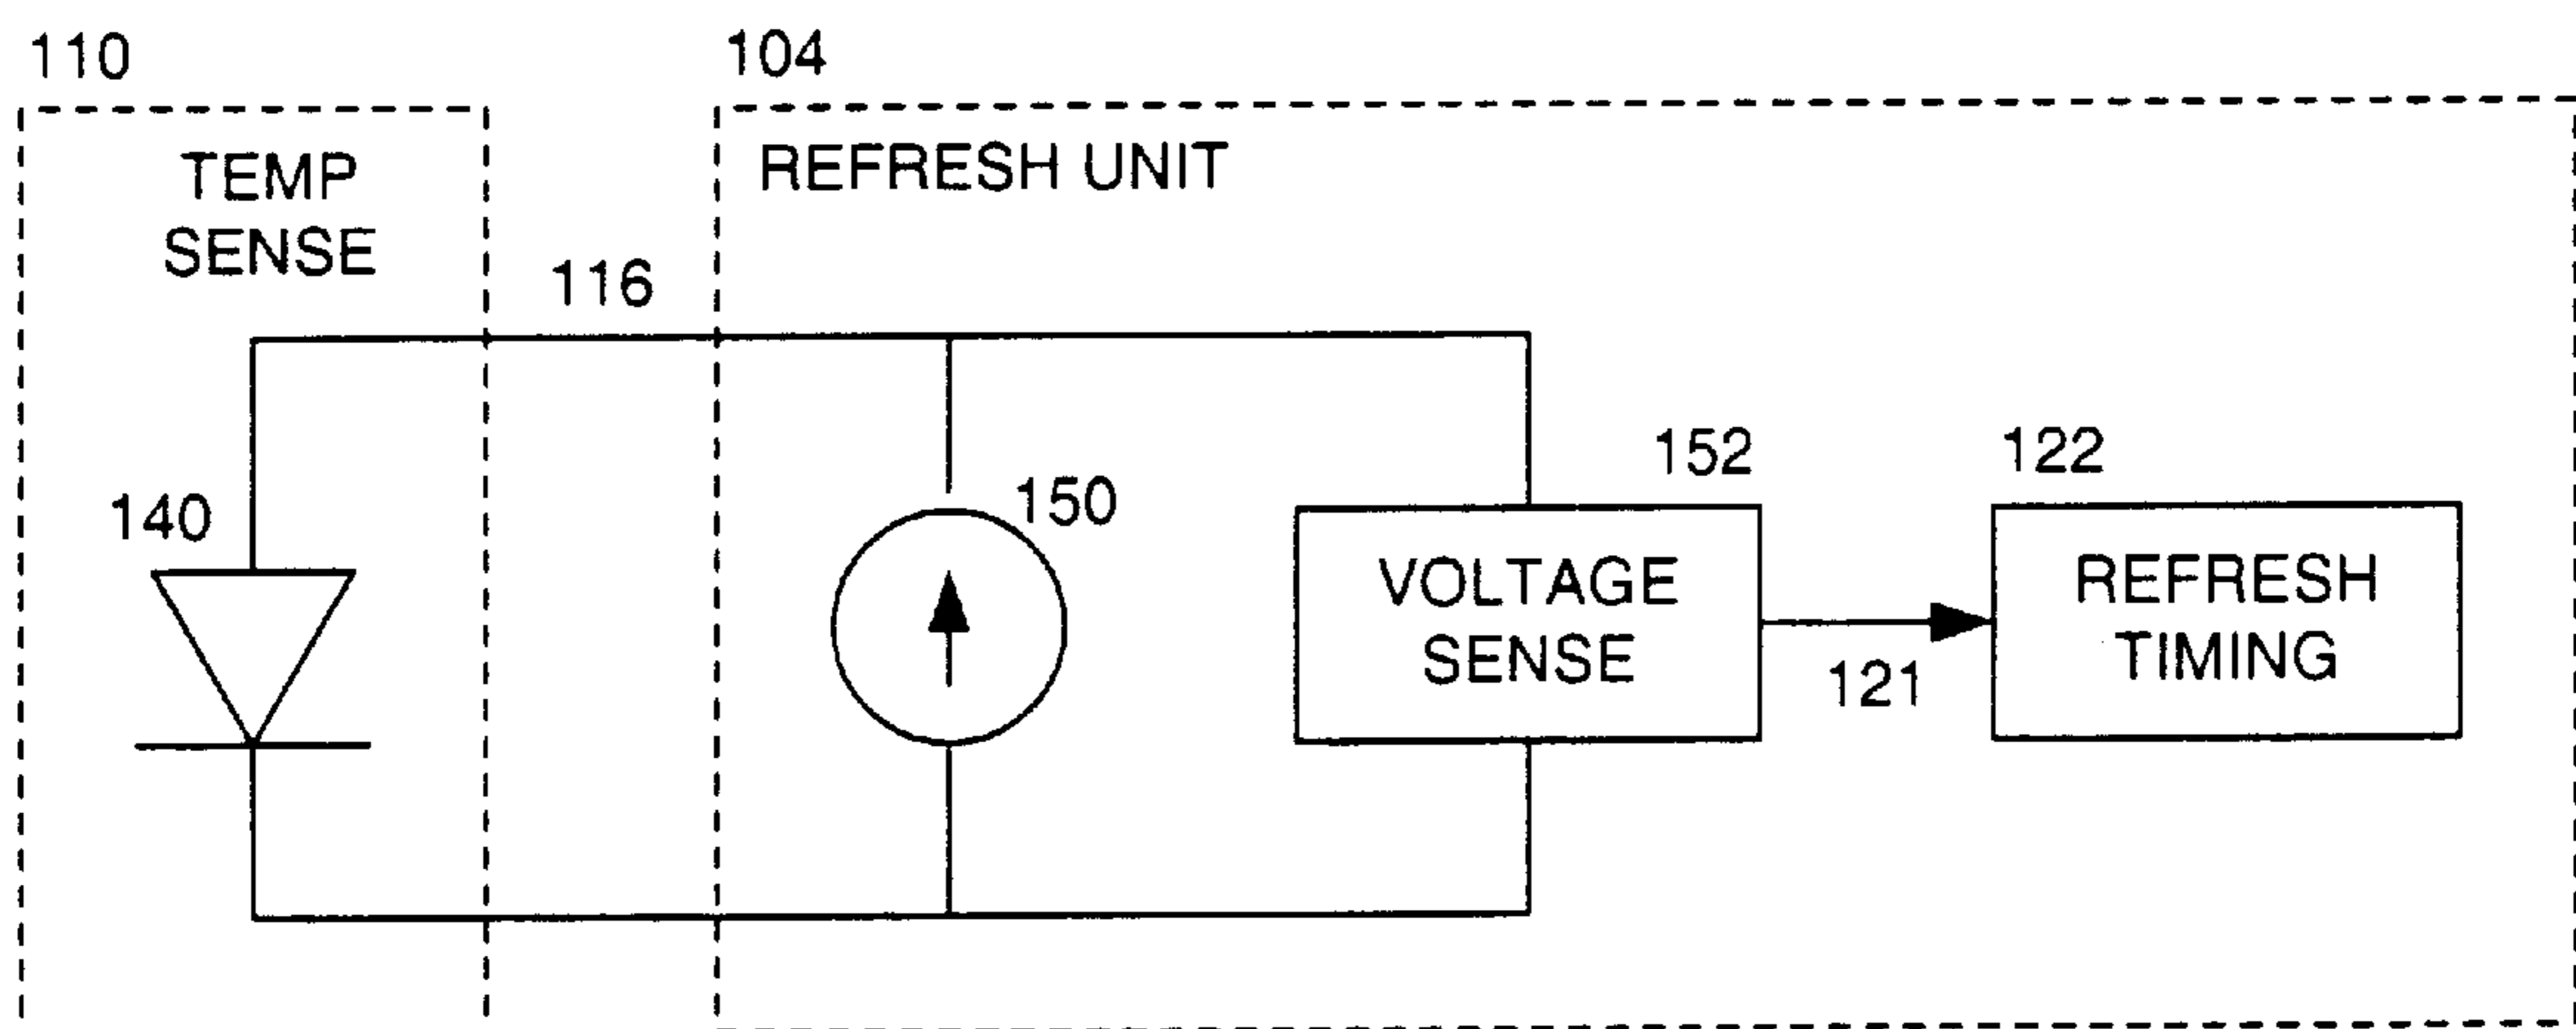 110
104
TEMP
SENSE
REFRESH UNIT
116
140
150
152
122
VOLTAGE
SENSE
121
REFRESH
TIMING